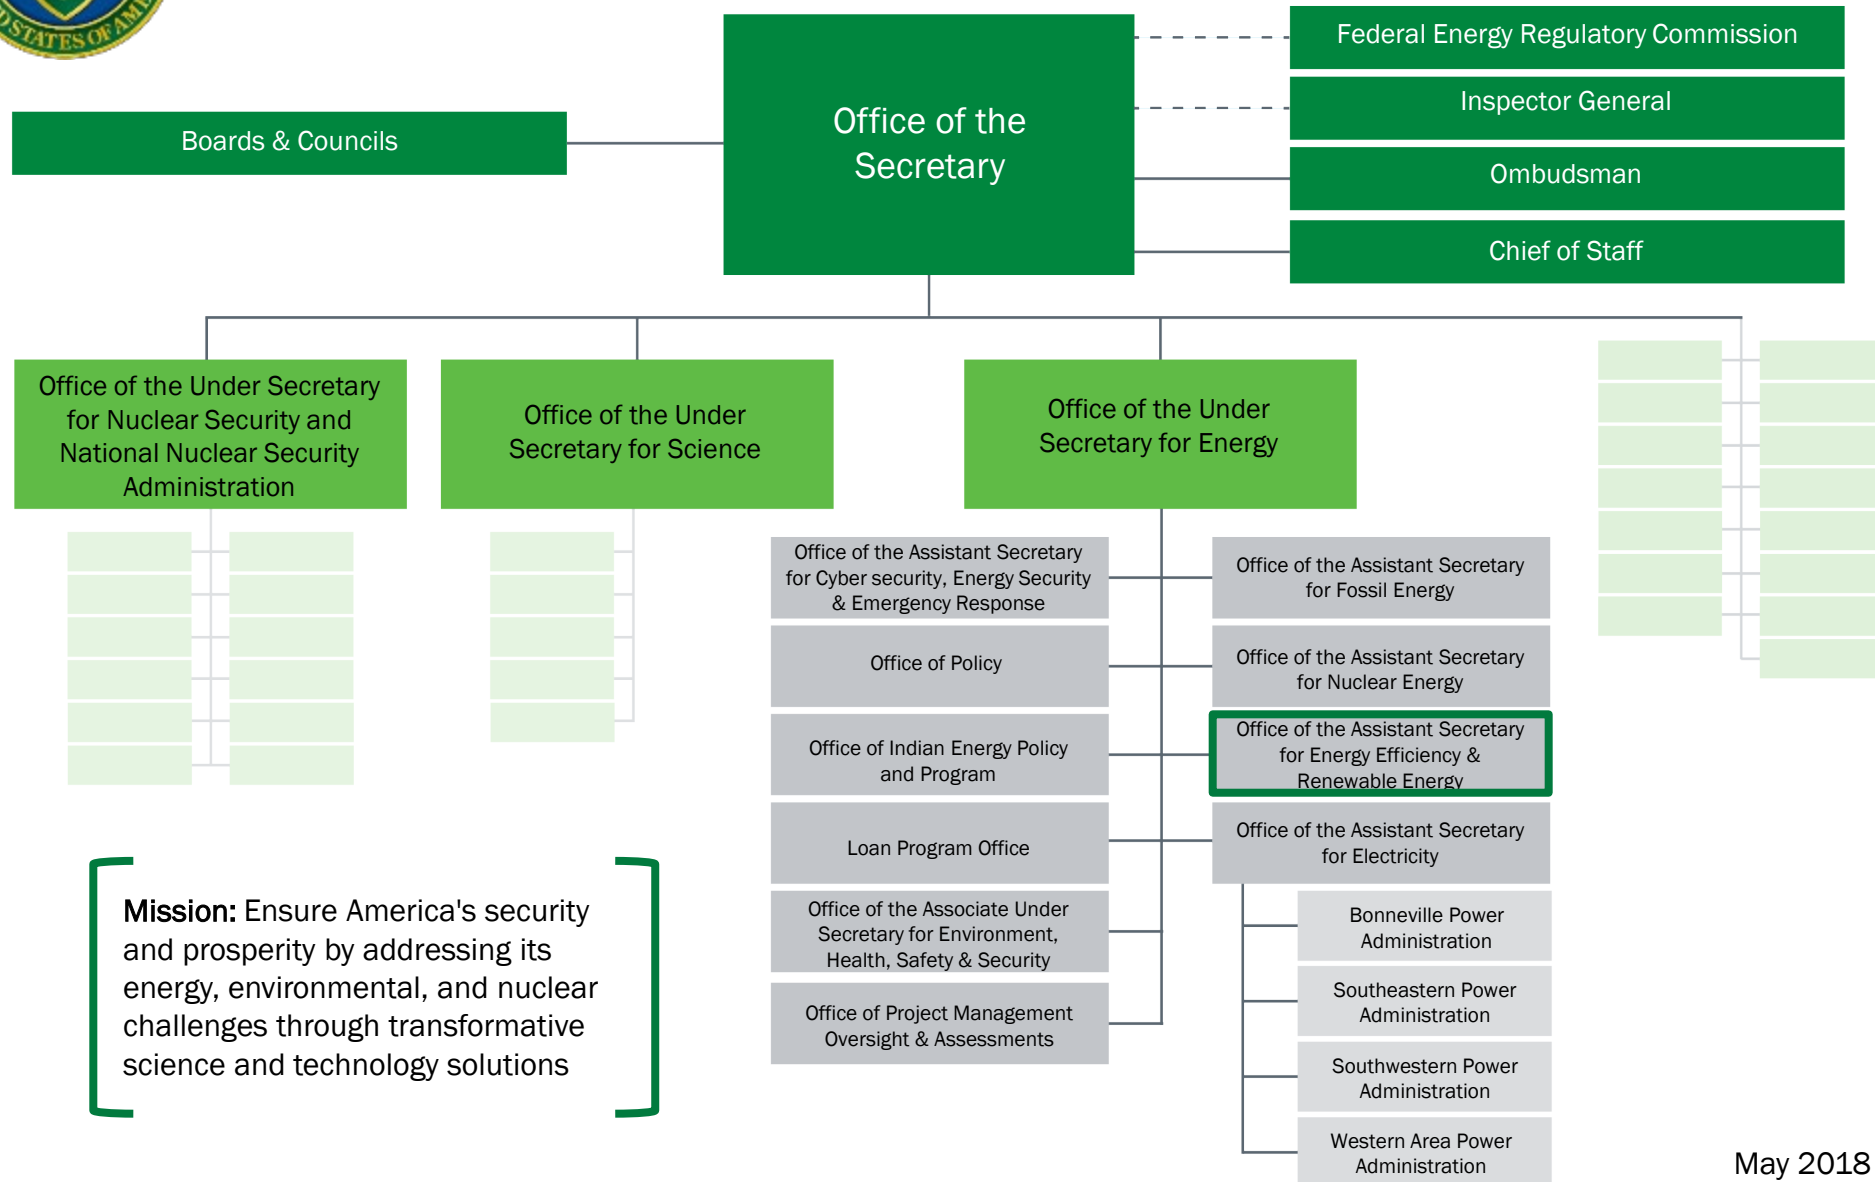 STATES OF AME
Federal Energy Regulatory Commission
Inspector General
Ombudsman
Chief of Staff
Office of the
Secretary
Boards & Councils
Office of the Under Secretary
for Nuclear Security and
National Nuclear Security
Administration
Office of the Under
Secretary for Science
Office of the Under
Secretary for Energy
Office of the Assistant Secretary
for Cyber security, Energy Security
& Emergency Response
Office of the Assistant Secretary
for Fossil Energy
Office of Policy
Office of the Assistant Secretary
for Nuclear Energy
Office of Indian Energy Policy
and Program
Office of the Assistant Secretary
for Energy Efficiency &
Renewable Energy
Loan Program Office
Office of the Assistant Secretary
for Electricity
Office of the Associate Under
Secretary for Environment,
Health, Safety & Security
Office of Project Management
Oversight & Assessments
Bonneville Power
Administration
Southeastern Power
Administration
Southwestern Power
Administration
Western Area Power
Administration
Mission: Ensure America's security
and prosperity by addressing its
energy, environmental, and nuclear
challenges through transformative
science and technology solutions
May 2018